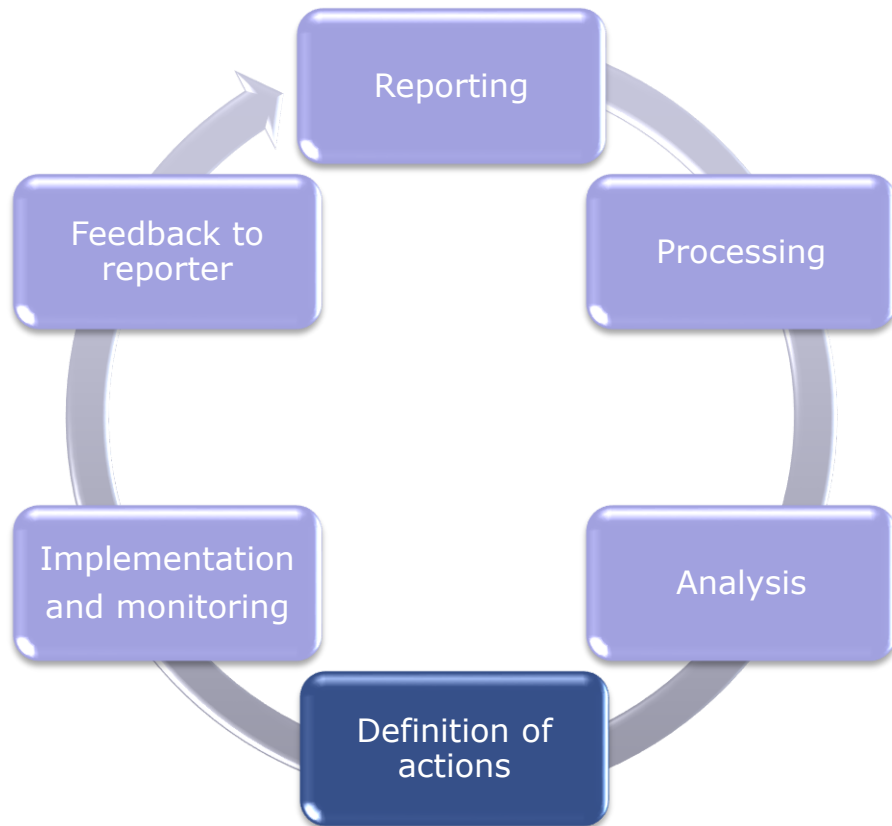 Reporting
Processing
Analysis
Definition of
actions
Implementation
and monitoring
Feedback to
reporter